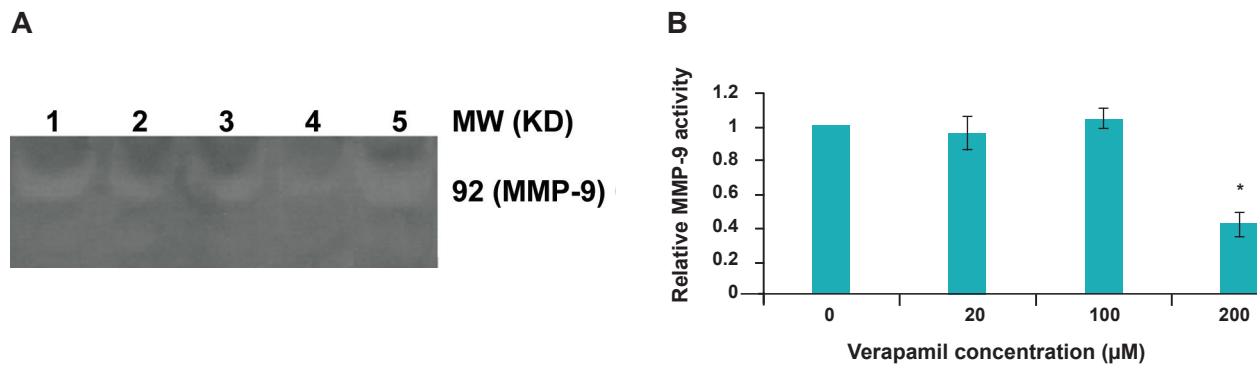 A
1 2 3 4 5 MW (KD)
92 (MMP-9)
B
Relative MMP-9 activity
1.2
1
0.8
0.6
0.4
0.2
0
*
0 20 100 200
Verapamil concentration (µM)